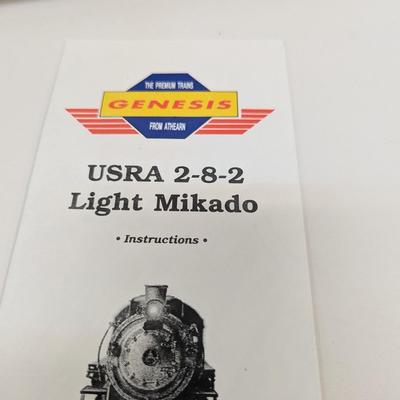 THE PREMIUM TRAINS
GENESIS
FROM ATHEARN
USRA 2-8-2
Light Mikado
• Instructions •